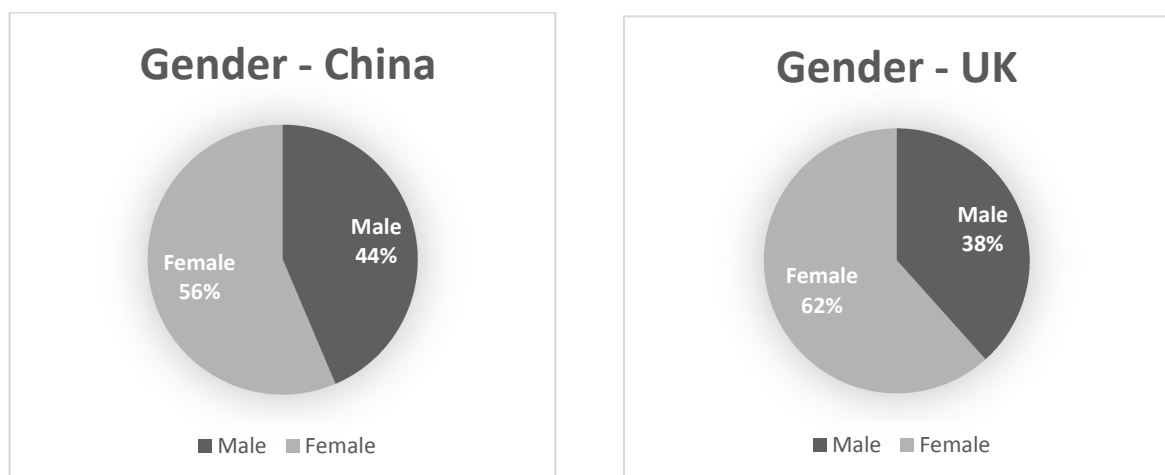 Gender - China
Male
44%
Female
56%
Male Female
Gender - UK
Male
38%
Female
62%
Male Female